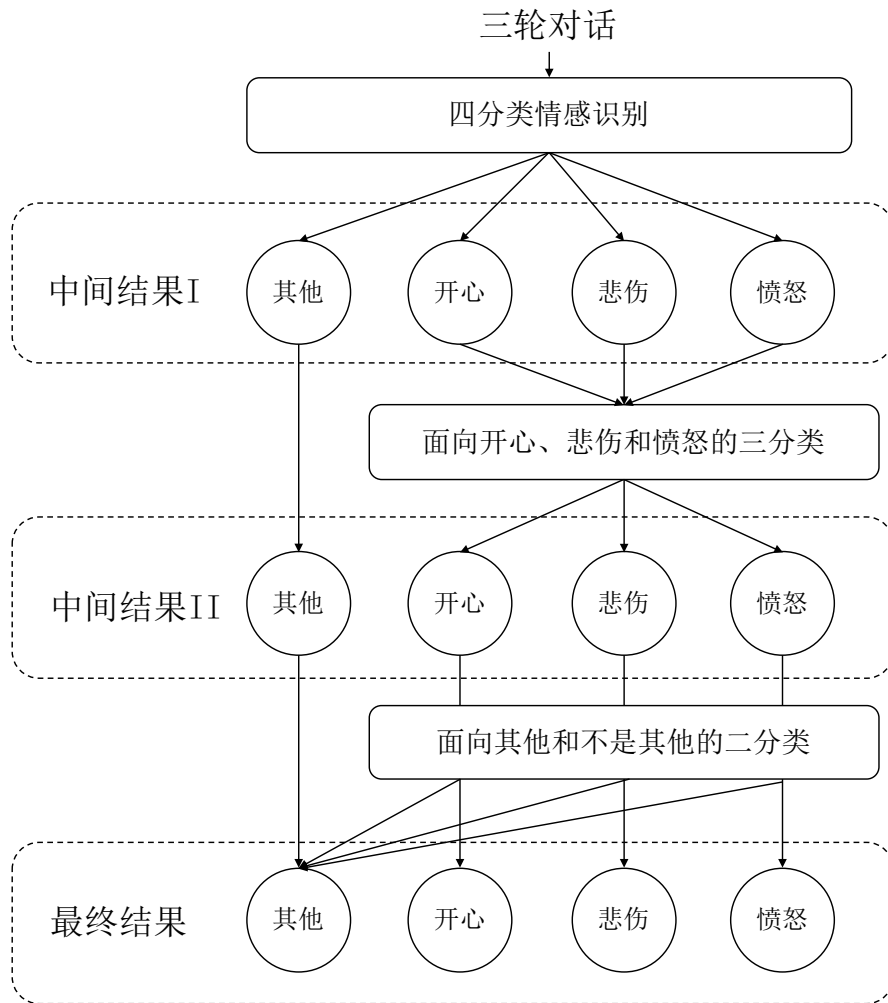 三轮对话
四分类情感识别
中间结果I
其他
开心
悲伤
愤怒
面向开心、悲伤和愤怒的三分类
中间结果II
其他
开心
悲伤
愤怒
面向其他和不是其他的二分类
最终结果
其他
开心
悲伤
愤怒